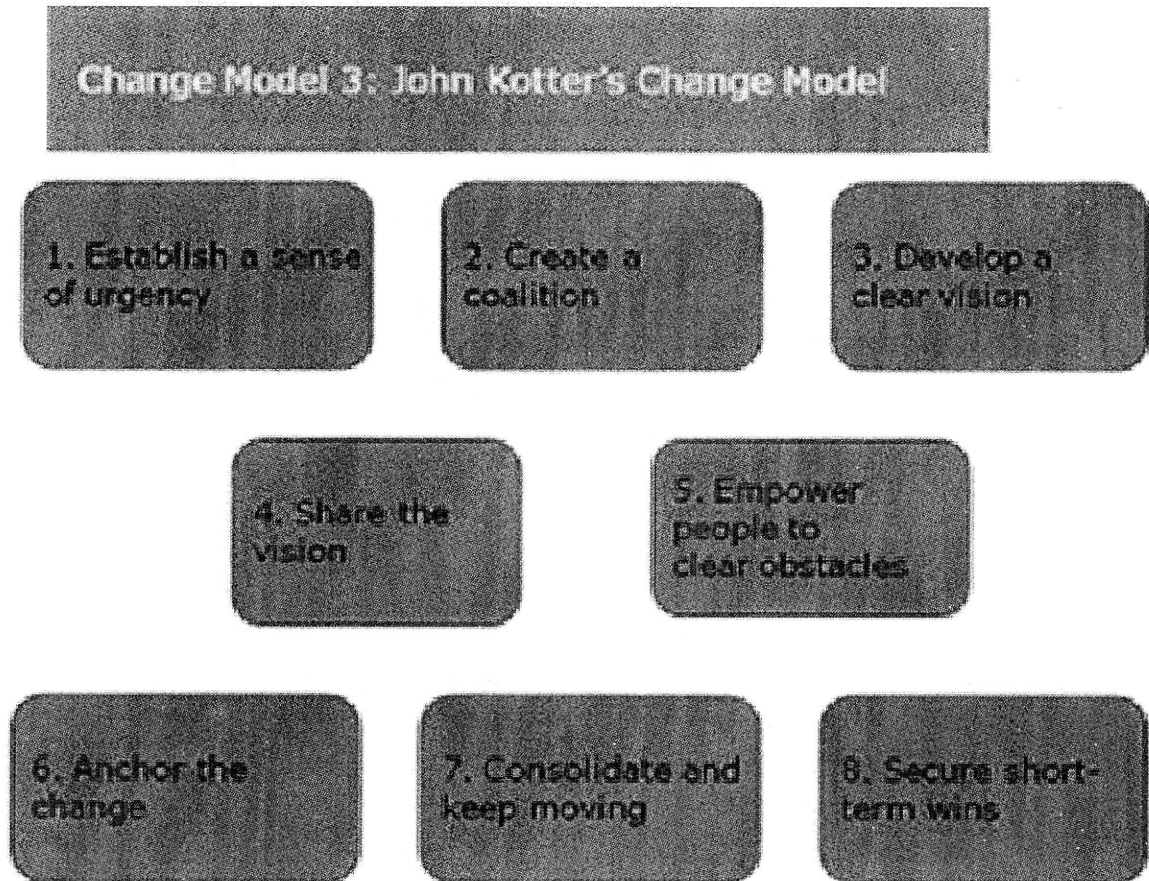 Change Model 3: John Kotter's Change Model
1. Establish a sense
of urgency
2. Create a
coalition
3. Develop a
clear vision
4. Share the
vision
5. Empower
people to
clear obstacles
6. Anchor the
change
7. Consolidate and
keep moving
8. Secure short-
term wins